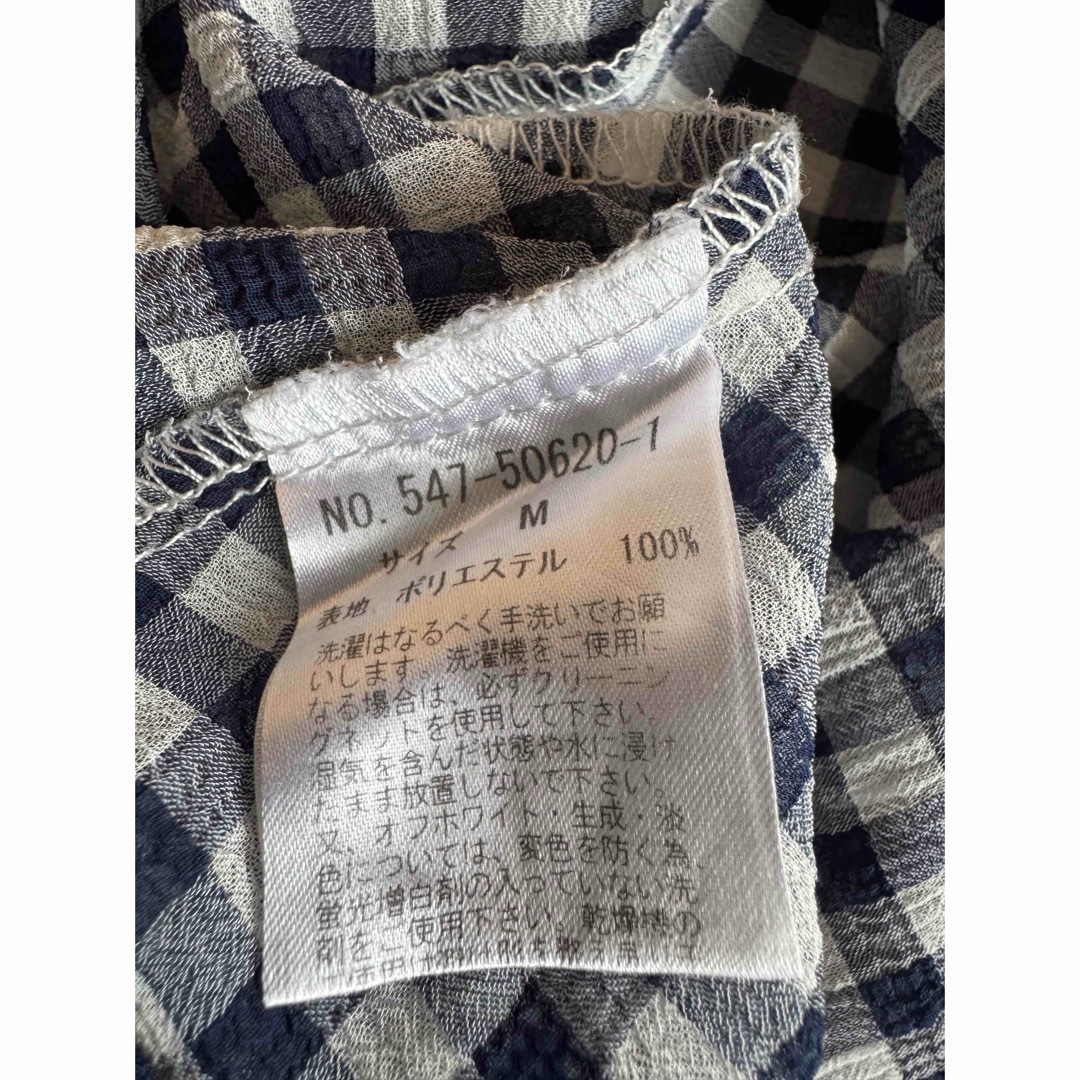 NO. 547-50620-1
サイズ M
表地 ポリエステル 100%
洗濯はなるべく手洗いでお願
いします。洗濯機をご使用に
なる場合は、必ずクリーニン
グネットを使用して下さい。
湿気を含んだ状態や水に浸け
たまま放置しないで下さい。
又、オフホワイト・生成・淡
色については、変色を防ぐ為、
蛍光増白剤の入っていない洗
剤をご使用下さい。乾燥機の